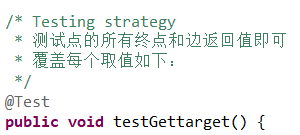 /* Testing strategy
* 测试点的所有终点和边返回值即可
* 覆盖每个取值如下：
*/
@Test
public void testGettarget() {